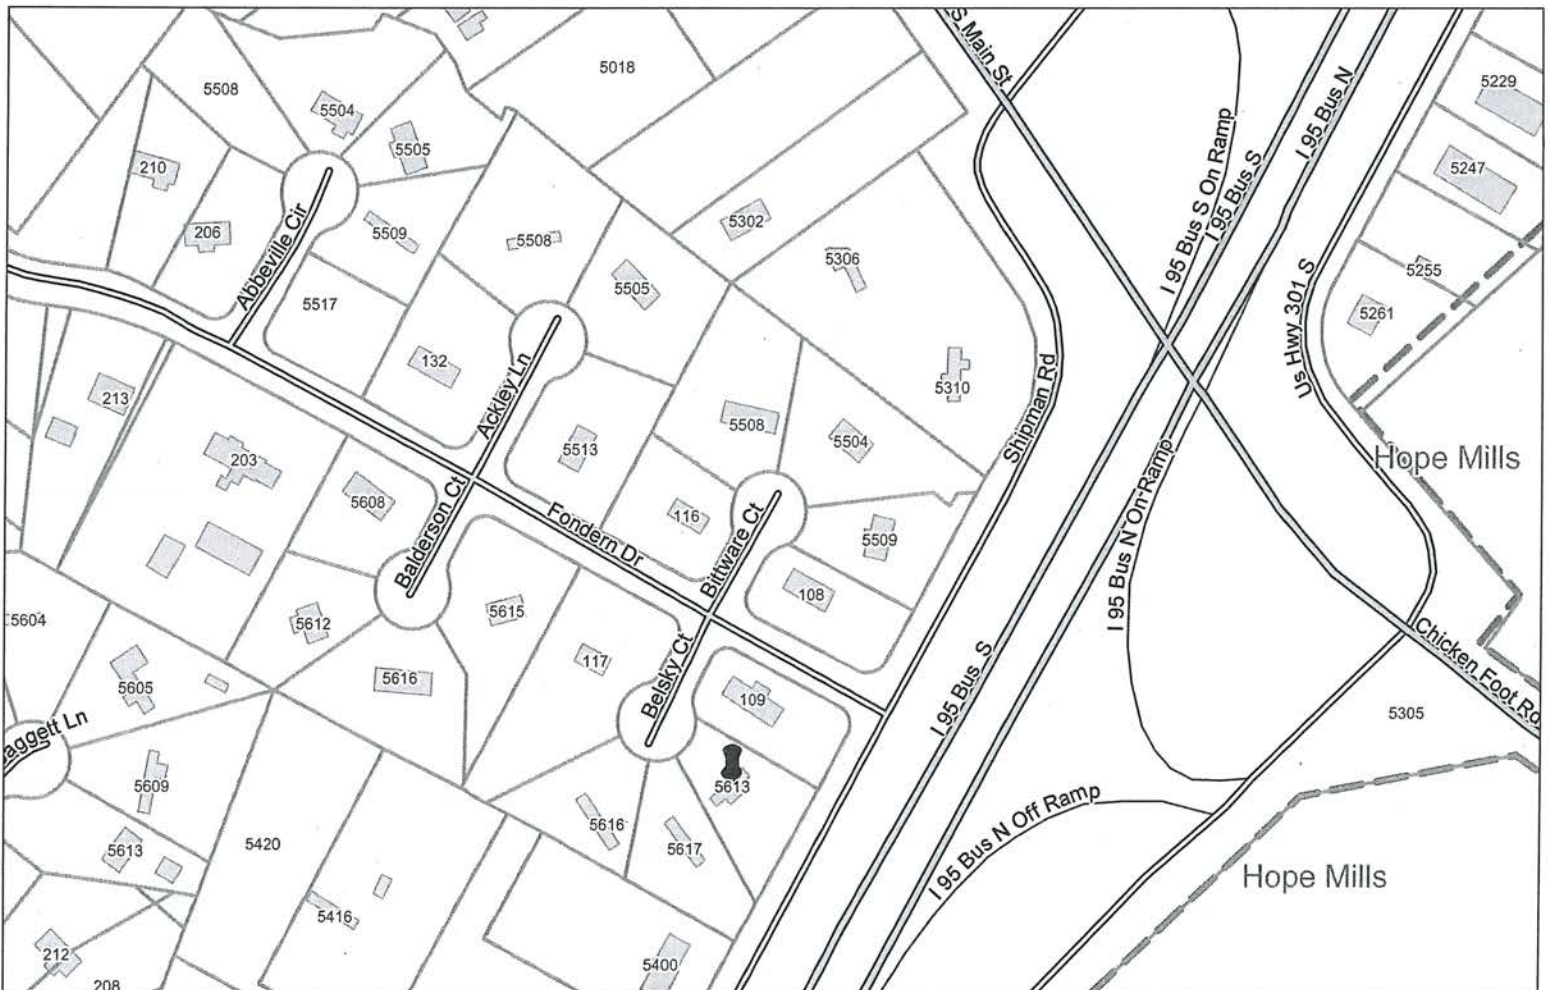 S Main St
5018
5508
5504
5505
5229
I 95 Bus N
I 95 Bus S On Ramp
I 95 Bus S
210
5247
206
5509
5508
5302
5306
Abbeville Cir
5255
5517
5505
5261
Us Hwy 301 S
132
Ackley Ln
213
5310
Shipman Rd
5508
5504
5513
203
Hope Mills
5608
Balderson Ct
Fondern Dr
116
Bittware Ct
5509
I 95 Bus N On Ramp
108
5604
5612
5615
Chicken Foot Rd
117
Belsky Ct
5605
5616
I 95 Bus S
109
5305
aggett Ln
5609
5613
I 95 Bus N Off Ramp
5616
5617
5613
5420
Hope Mills
5416
212
5400
208